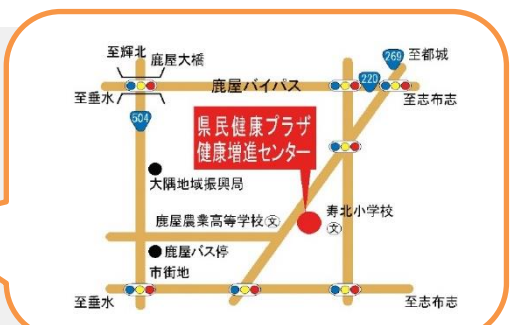 至輝北
鹿屋大橋
269
至都城
鹿屋バイパス
220
至垂水
至志布志
504
県民健康プラザ
健康増進センター
大隅地域振興局
鹿屋農業高等学校
文
寿北小学校
文
鹿屋バス停
市街地
至垂水
至志布志